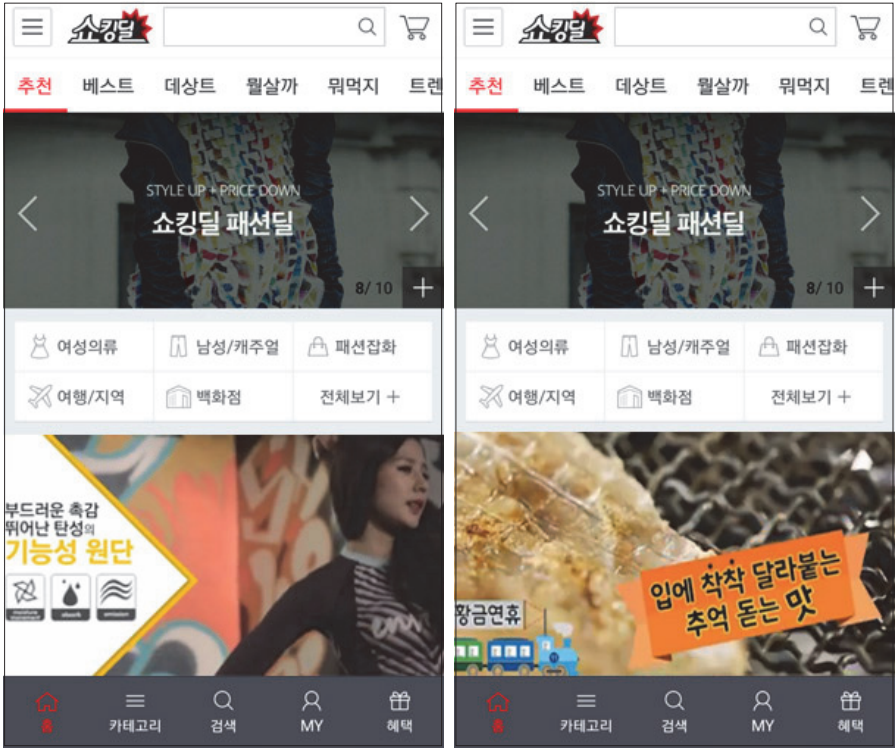 쇼킹딜
추천 베스트 데상트 뭘살까 뭐먹지 트렌
STYLE UP + PRICE DOWN
쇼킹딜 패션딜
8/ 10 +
여성의류 남성/캐주얼 패션잡화
여행/지역 백화점 전체보기 +
부드러운 촉감
뛰어난 탄성의
기능성 원단
moisture
movement
absorb
emission
홈 카테고리 검색 MY 혜택
쇼킹딜
추천 베스트 데상트 뭘살까 뭐먹지 트렌
STYLE UP + PRICE DOWN
쇼킹딜 패션딜
8/ 10 +
여성의류 남성/캐주얼 패션잡화
여행/지역 백화점 전체보기 +
입에 착착 달라붙는
추억 돋는 맛
황금연휴
홈 카테고리 검색 MY 혜택